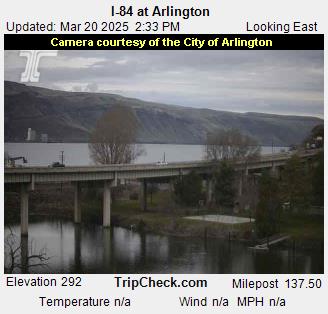 I-84 at Arlington
Updated: Mar 20 2025 2:33 PM Looking East
Camera courtesy of the City of Arlington
Elevation 292 TripCheck.com Milepost 137.50
Temperature n/a Wind n/a MPH n/a